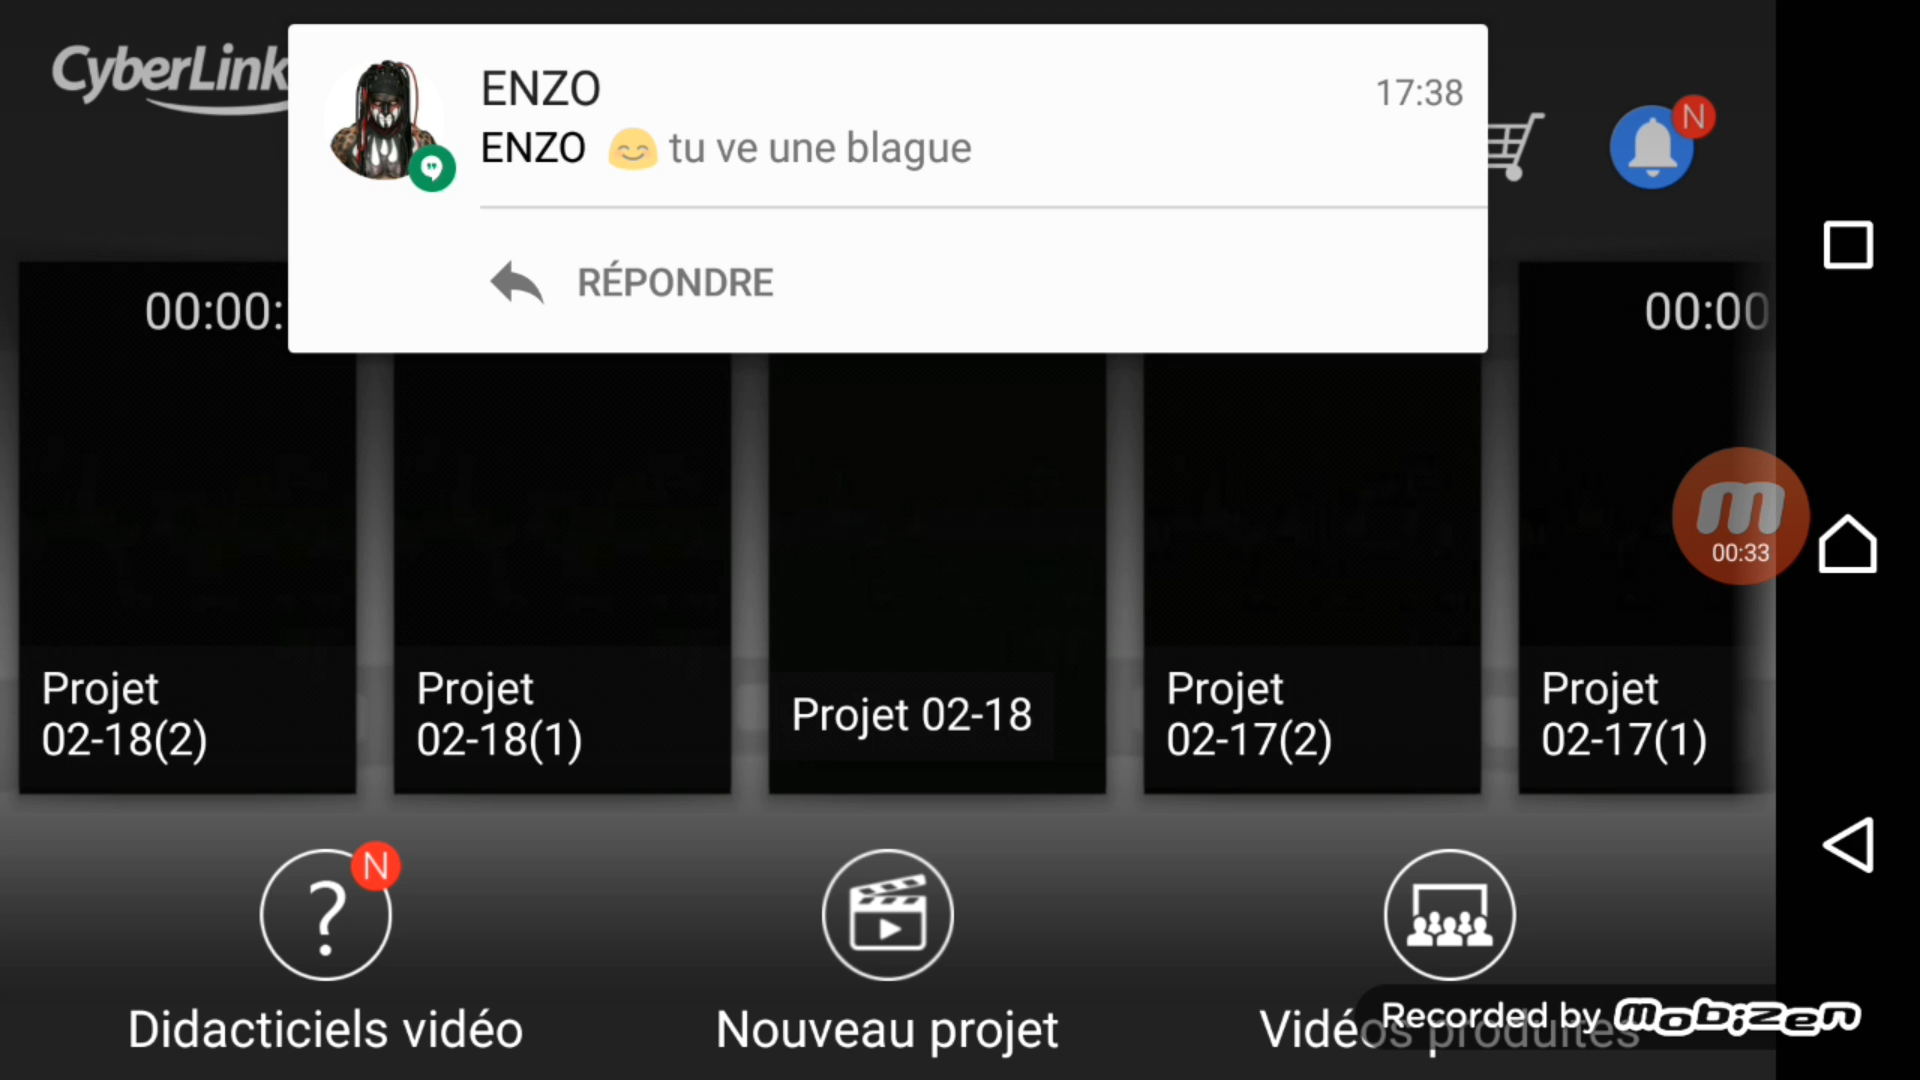 CyberLink
ENZO
17:38
ENZO 😊 tu ve une blague
N
RÉPONDRE
00:00:
00:00
m
00:33
Projet
02-18(2)
Projet
02-18(1)
Projet 02-18
Projet
02-17(2)
Projet
02-17(1)
?
N
Didacticiels vidéo
Nouveau projet
Vidéos produites
Recorded by mobizen